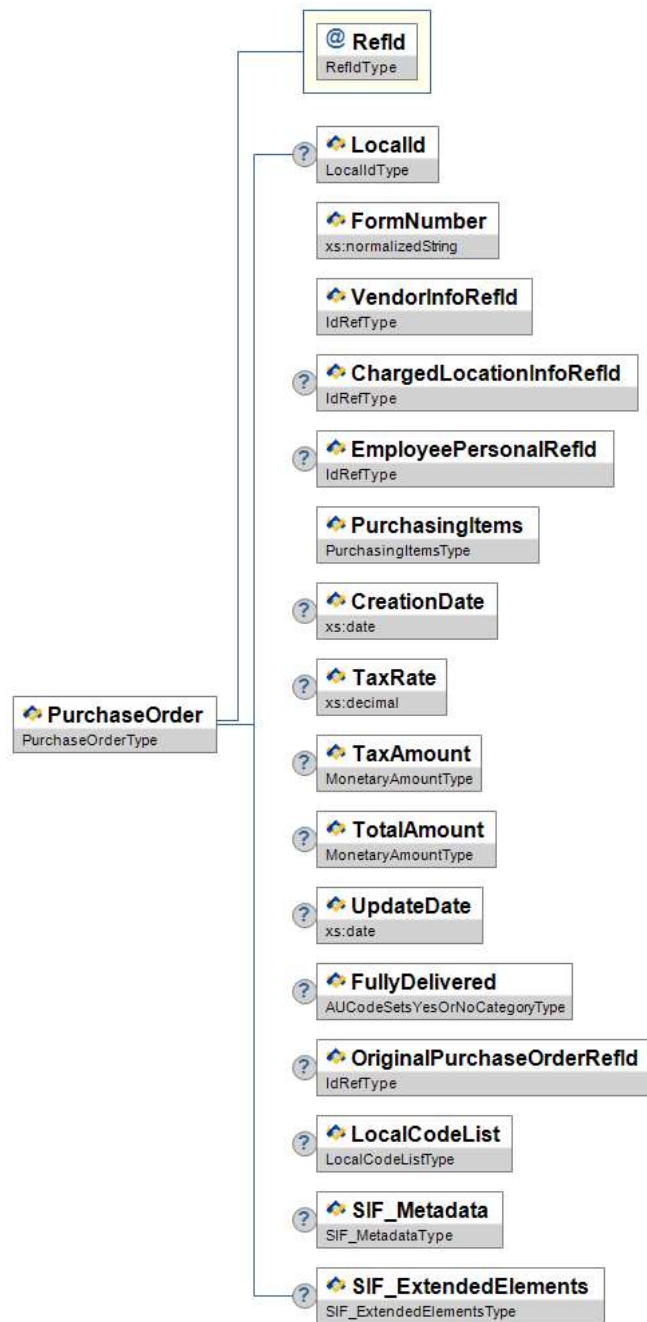 @ RefId
RefIdType
? LocalId
LocalIdType
FormNumber
xs:normalizedString
VendorInfoRefId
IdRefType
? ChargedLocationInfoRefId
IdRefType
? EmployeePersonalRefId
IdRefType
PurchasingItems
PurchasingItemsType
? CreationDate
xs:date
? TaxRate
xs:decimal
PurchaseOrder
PurchaseOrderType
? TaxAmount
MonetaryAmountType
? TotalAmount
MonetaryAmountType
? UpdateDate
xs:date
? FullyDelivered
AUCodeSetsYesOrNoCategoryType
? OriginalPurchaseOrderRefId
IdRefType
? LocalCodeList
LocalCodeListType
? SIF_Metadata
SIF_MetadataType
? SIF_ExtendedElements
SIF_ExtendedElementsType